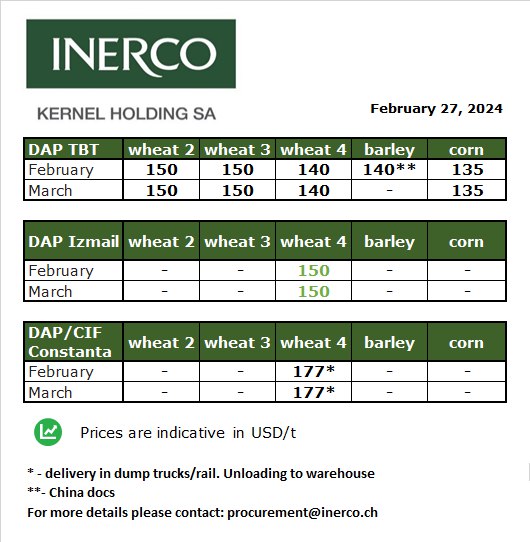 INERCO
KERNEL HOLDING SA
February 27, 2024
DAP TBT wheat 2 wheat 3 wheat 4 barley corn
February 150 150 140 140** 135
March 150 150 140 - 135
DAP Izmail wheat 2 wheat 3 wheat 4 barley corn
February - - 150 - -
March - - 150 - -
DAP/CIF
Constanta wheat 2 wheat 3 wheat 4 barley corn
February - - 177* - -
March - - 177* - -
Prices are indicative in USD/t
* - delivery in dump trucks/rail. Unloading to warehouse
**- China docs
For more details please contact: procurement@inerco.ch